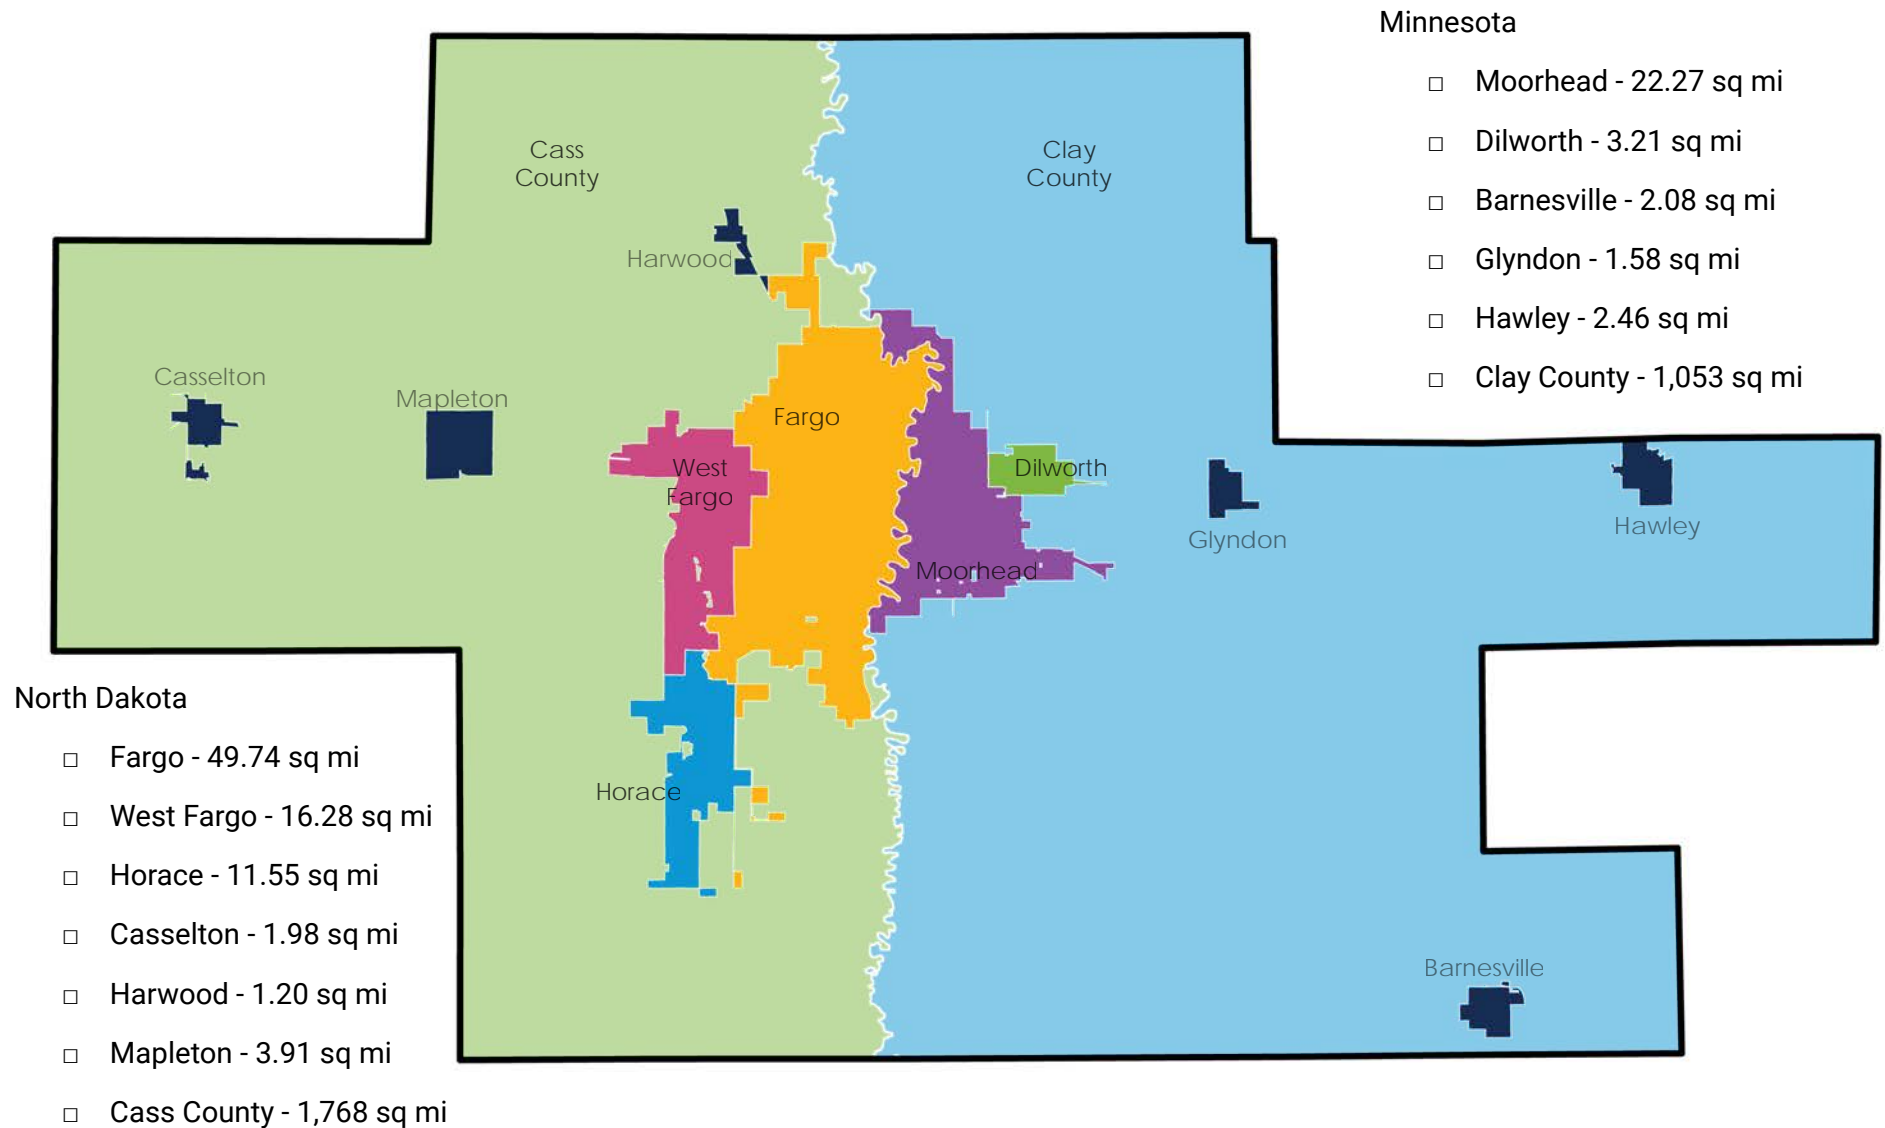 Minnesota
□ Moorhead - 22.27 sq mi
□ Dilworth - 3.21 sq mi
□ Barnesville - 2.08 sq mi
□ Glyndon - 1.58 sq mi
□ Hawley - 2.46 sq mi
□ Clay County - 1,053 sq mi
Cass
County
Clay
County
Harwood
Casselton
Mapleton
Fargo
West
Fargo
Dilworth
Glyndon
Hawley
Moorhead
Horace
Barnesville
North Dakota
□ Fargo - 49.74 sq mi
□ West Fargo - 16.28 sq mi
□ Horace - 11.55 sq mi
□ Casselton - 1.98 sq mi
□ Harwood - 1.20 sq mi
□ Mapleton - 3.91 sq mi
□ Cass County - 1,768 sq mi